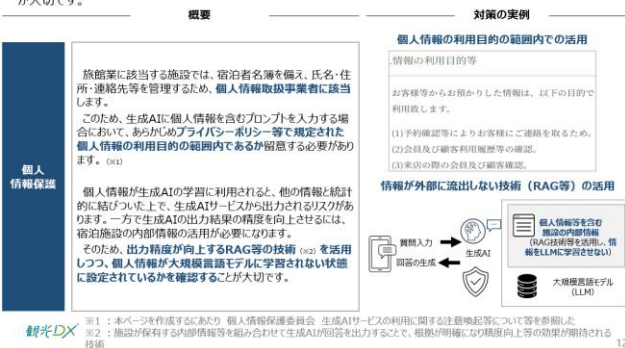 が大切です。
概要
対策の実例
個人
情報保護
旅館業に該当する施設では、宿泊者名簿を備え、氏名・住
所・連絡先等を管理するため、個人情報取扱事業者に該当
します。
このため、生成AIに個人情報を含むプロンプトを入力する場
合において、あらかじめプライバシーポリシー等で規定された
個人情報の利用目的の範囲内であるか留意する必要があり
ます。(※1)
個人情報が生成AIの学習に利用されると、他の情報と統計
的に結びついた上で、生成AIサービスから出力されるリスクがあ
ります。一方で生成AIの出力結果の精度を向上させるには、
宿泊施設の内部情報の活用が必要になります。
そのため、出力精度が向上するRAG等の技術(※2)を活用
しつつ、個人情報が大規模言語モデルに学習されない状態
に設定されているかを確認することが大切です。
個人情報の利用目的の範囲内での活用
.情報の利用目的等
お客様等からお預かりした情報は、以下の目的で
利用致します。
(1)予約確認等によりお客様にご連絡を取るため。
(2)会員及び顧客利用履歴等の確認。
(3)来店の際の会員及び顧客確認。
情報が外部に流出しない技術(RAG等)の活用
質問入力
回答の生成
生成AI
個人情報等を含む
施設の内部情報
(RAG技術等を活用し、情
報をLLMに学習させない)
大規模言語モデル
(LLM)
観光DX
※1:本ページを作成するにあたり 個人情報保護委員会 生成AIサービスの利用に関する注意喚起等について等を参照した
※2:施設が保有する内部情報等を組み合わせて生成AIが回答を出力することで、根拠が明確になり精度向上等の効果が期待される
技術
12